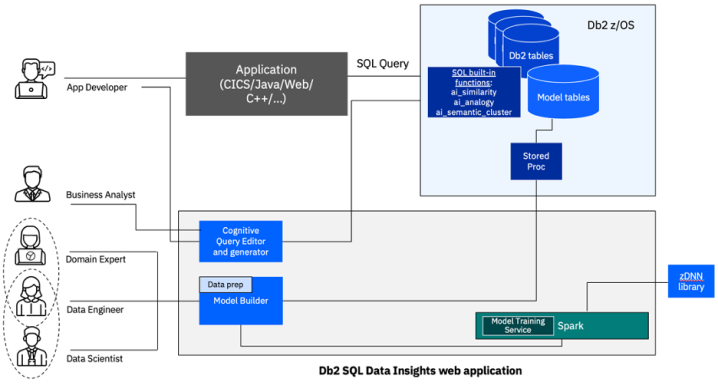 Db2 z/OS
Db2 tables
Application
(CICS/Java/Web/
C++/...)
SQL Query
SQL built-in
functions:
ai_similarity
ai_analogy
ai_semantic_cluster
Model tables
App Developer
Stored
Proc
Business Analyst
Cognitive
Query Editor
and generator
Domain Expert
Data prep
Model Builder
zDNN
library
Data Engineer
Model Training
Service
Spark
Data Scientist
Db2 SQL Data Insights web application